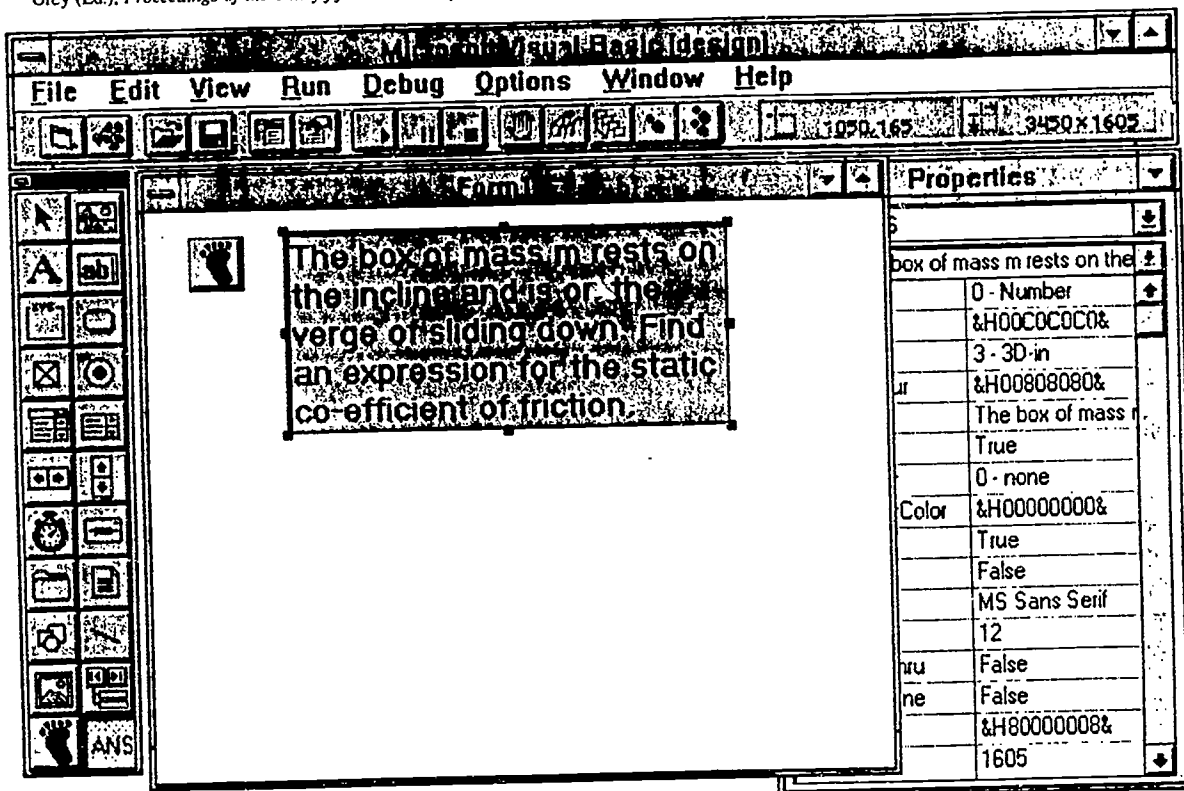 Microsoft Visual Basic [design]
File Edit View Run Debug Options Window Help
1050,165 3450×1605
Form1
Properties
The box of mass m rests on
the incline and is on the
verge of sliding down. Find
an expression for the static
co-efficient of friction.
box of mass m rests on the
0 - Number
&H00C0C0C0&
3 - 3D-in
ur &H00808080&
The box of mass
True
0 - none
Color &H00000000&
True
False
MS Sans Serif
12
hru False
ne False
&H80000008&
1605
A ab
XYZ
ANS